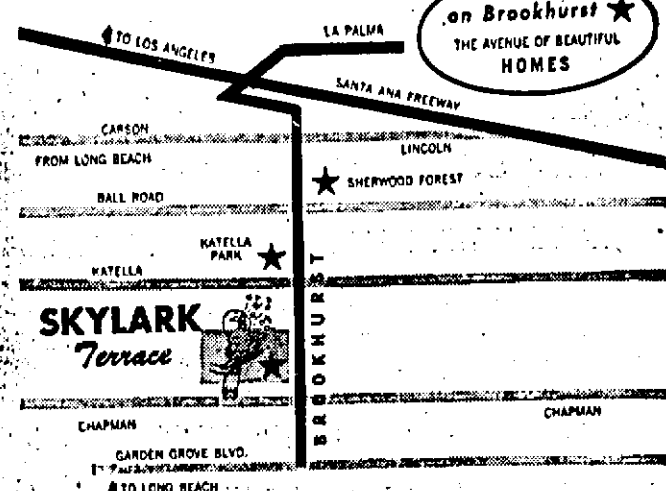 on Brookhurst
THE AVENUE OF BEAUTIFUL
HOMES
LA PALMA
TO LOS ANGELES
SANTA ANA FREEWAY
CARSON
LINCOLN
FROM LONG BEACH
SHERWOOD FOREST
BALL ROAD
KATELLA
PARK
KATELLA
BROOKHURST
SKYLARK
Terrace
CHAPMAN
CHAPMAN
GARDEN GROVE BLVD.
TO LONG BEACH